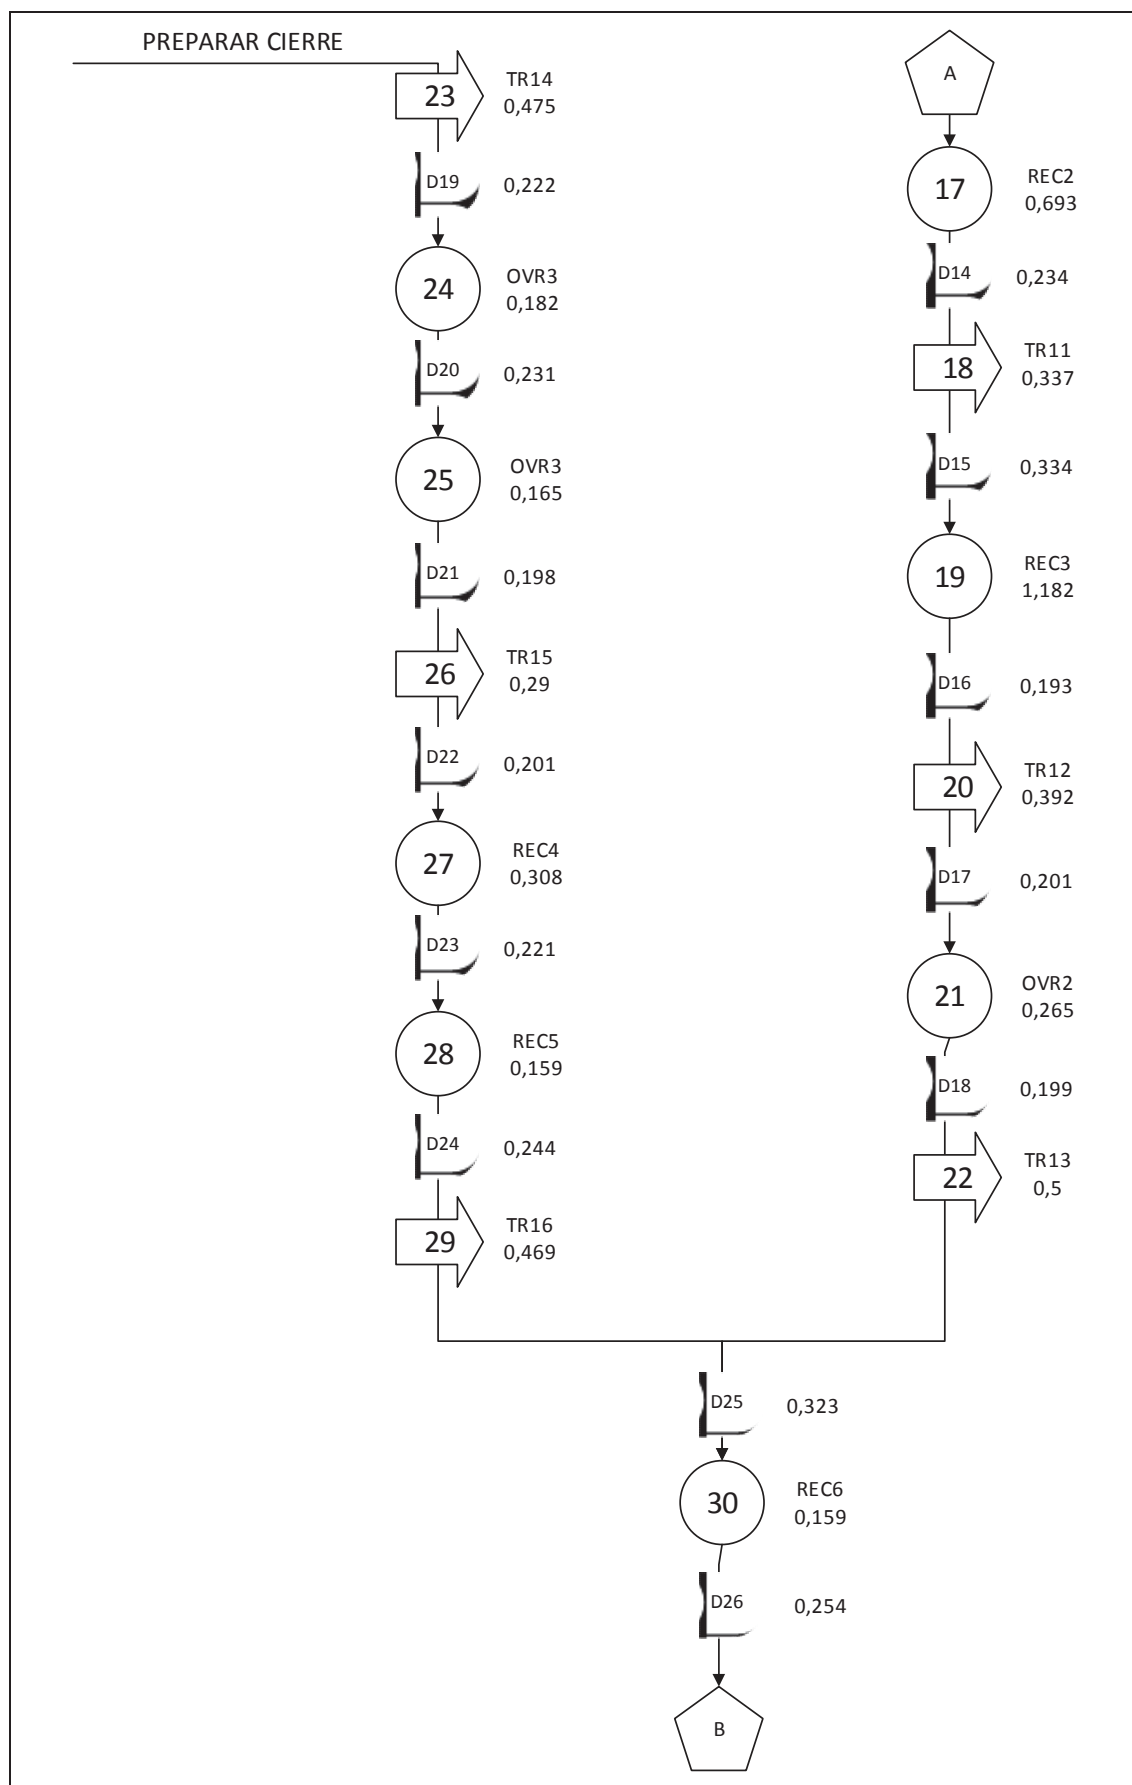 PREPARAR CIERRE
23
TR14
0,475
D19
0,222
24
OVR3
0,182
D20
0,231
25
OVR3
0,165
D21
0,198
26
TR15
0,29
D22
0,201
27
REC4
0,308
D23
0,221
28
REC5
0,159
D24
0,244
29
TR16
0,469
A
17
REC2
0,693
D14
0,234
18
TR11
0,337
D15
0,334
19
REC3
1,182
D16
0,193
20
TR12
0,392
D17
0,201
21
OVR2
0,265
D18
0,199
22
TR13
0,5
D25
0,323
30
REC6
0,159
D26
0,254
B